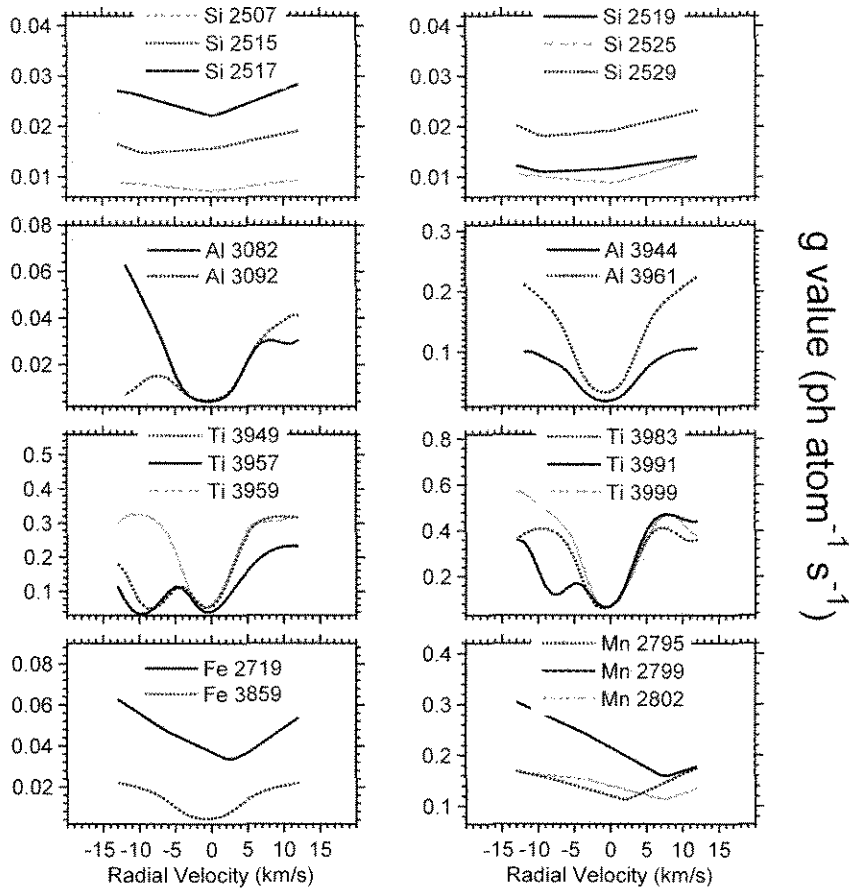 Si 2507
Si 2515
Si 2517
0.04
0.03
0.02
0.01
Si 2519
Si 2525
Si 2529
0.04
0.03
0.02
0.01
Al 3082
Al 3092
0.08
0.06
0.04
0.02
Al 3944
Al 3961
0.3
0.2
0.1
Ti 3949
Ti 3957
Ti 3959
0.5
0.4
0.3
0.2
0.1
Ti 3983
Ti 3991
Ti 3999
0.8
0.6
0.4
0.2
Fe 2719
Fe 3859
0.08
0.06
0.04
0.02
-15 -10 -5 0 5 10 15
Radial Velocity (km/s)
Mn 2795
Mn 2799
Mn 2802
0.4
0.3
0.2
0.1
-15 -10 -5 0 5 10 15
Radial Velocity (km/s)
g value (ph atom⁻¹ s⁻¹)